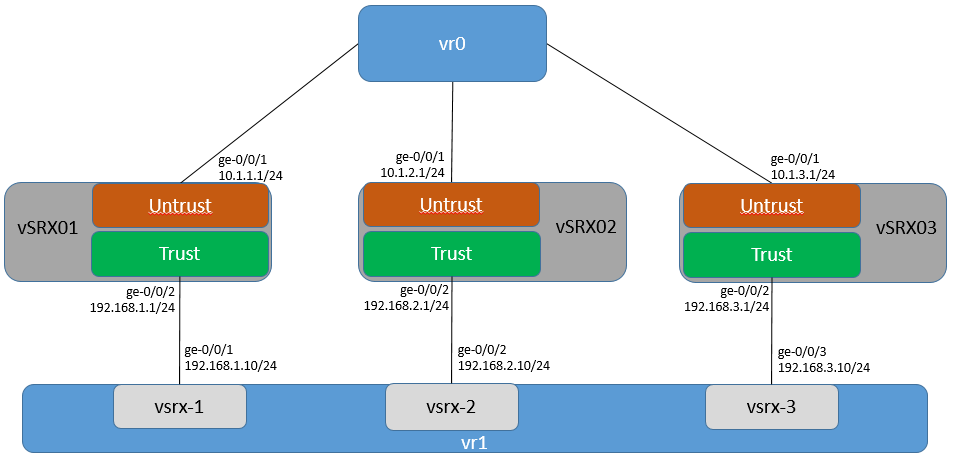 vr0
ge-0/0/1
10.1.1.1/24
ge-0/0/1
10.1.2.1/24
ge-0/0/1
10.1.3.1/24
vSRX01
Untrust
Trust
Untrust
Trust
vSRX02
Untrust
Trust
vSRX03
ge-0/0/2
192.168.1.1/24
ge-0/0/2
192.168.2.1/24
ge-0/0/2
192.168.3.1/24
ge-0/0/1
192.168.1.10/24
ge-0/0/2
192.168.2.10/24
ge-0/0/3
192.168.3.10/24
vsrx-1
vsrx-2
vsrx-3
vr1